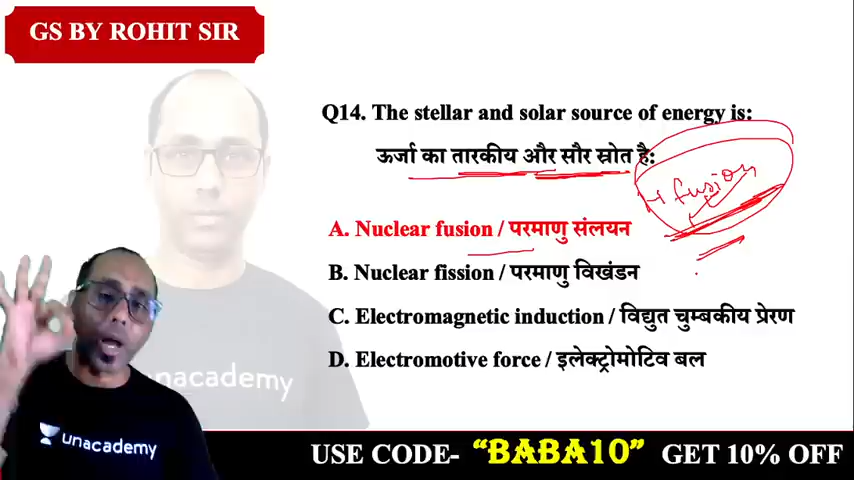 GS BY ROHIT SIR
Q14. The stellar and solar source of energy is:
ऊर्जा का तारकीय और सौर स्रोत है:
H fusion
A. Nuclear fusion / परमाणु संलयन
B. Nuclear fission / परमाणु विखंडन
C. Electromagnetic induction / विद्युत चुम्बकीय प्रेरण
D. Electromotive force / इलेक्ट्रोमोटिव बल
unacademy
unacademy
USE CODE- “BABA10” GET 10% OFF